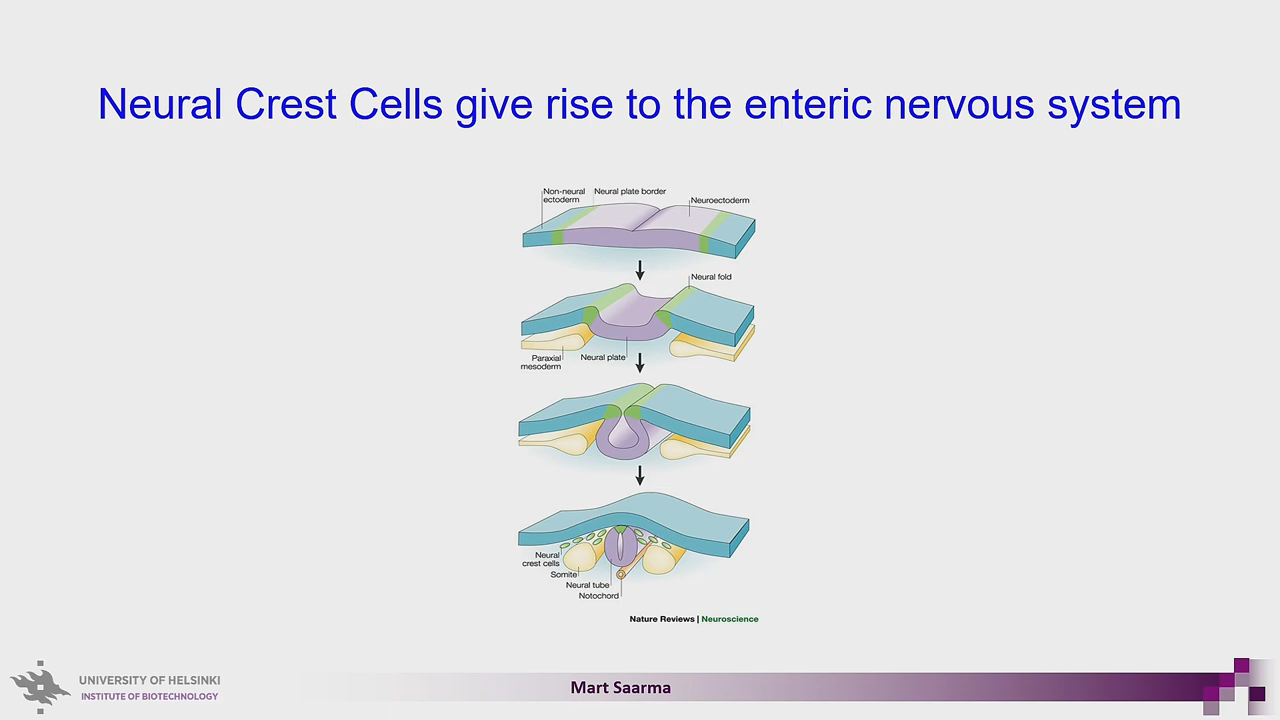 Neural Crest Cells give rise to the enteric nervous system
Non-neural
ectoderm
Neural plate border
Neuroectoderm
Neural fold
Paraxial
mesoderm
Neural plate
Neural
crest cells
Somite
Neural tube
Notochord
Nature Reviews | Neuroscience
UNIVERSITY OF HELSINKI
INSTITUTE OF BIOTECHNOLOGY
Mart Saarma